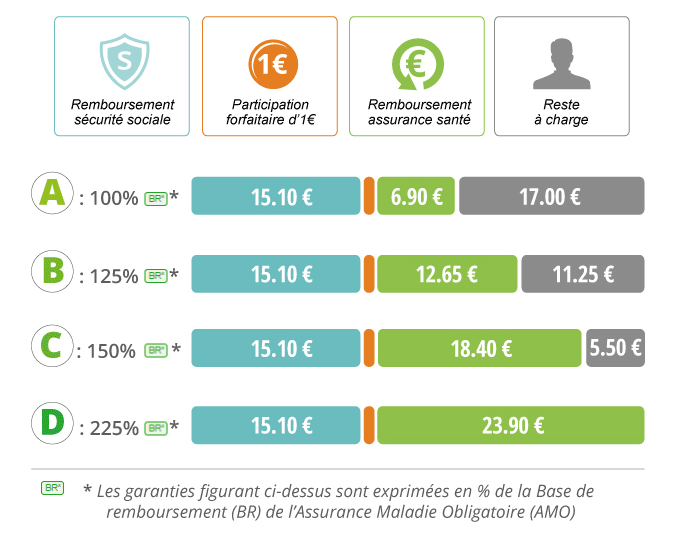 S
1€
€
Remboursement
sécurité sociale
Participation
forfaitaire d'1€
Remboursement
assurance santé
Reste
à charge
A : 100% BR* *
15.10 € 6.90 € 17.00 €
B : 125% BR* *
15.10 € 12.65 € 11.25 €
C : 150% BR* *
15.10 € 18.40 € 5.50 €
D : 225% BR* *
15.10 € 23.90 €
BR* * Les garanties figurant ci-dessus sont exprimées en % de la Base de
remboursement (BR) de l'Assurance Maladie Obligatoire (AMO)